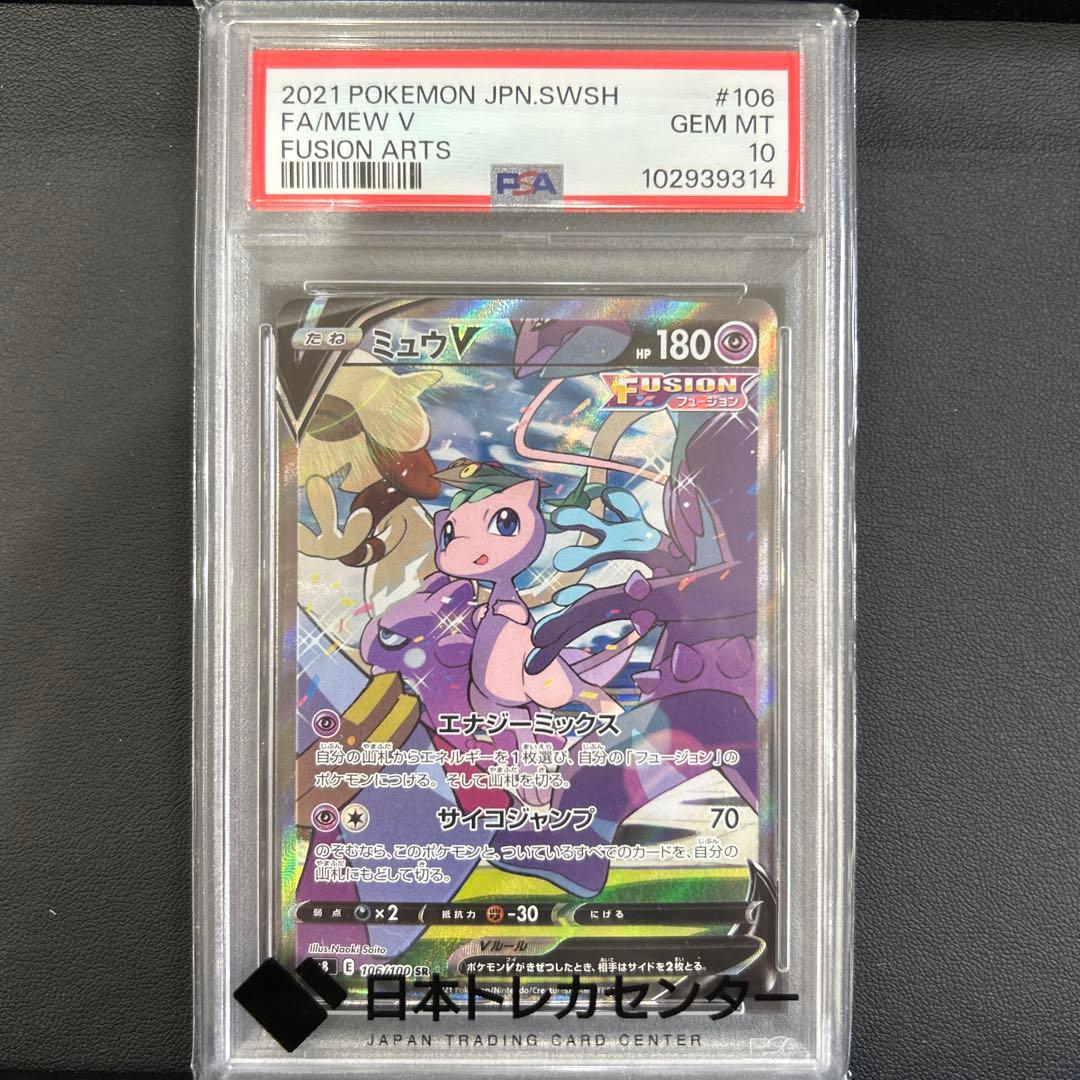 2021 POKEMON JPN.SWSH #106
FA/MEW V GEM MT
FUSION ARTS 10
PSA 102939314
たね ミュウV HP 180
FUSION
フュージョン
エナジーミックス
自分の山札からエネルギーを1枚選び、自分の「フュージョン」の
ポケモンにつける。そして山札を切る。
サイコジャンプ 70
のぞむなら、このポケモンと、ついているすべてのカードを、自分の
山札にもどして切る。
弱点 ×2 抵抗力 -30 にげる
Illus.Naoki Saito
Vルール
E 106/100 SR ポケモンVがきぜつしたとき、相手はサイドを2枚とる。
日本トレカセンター
JAPAN TRADING CARD CENTER